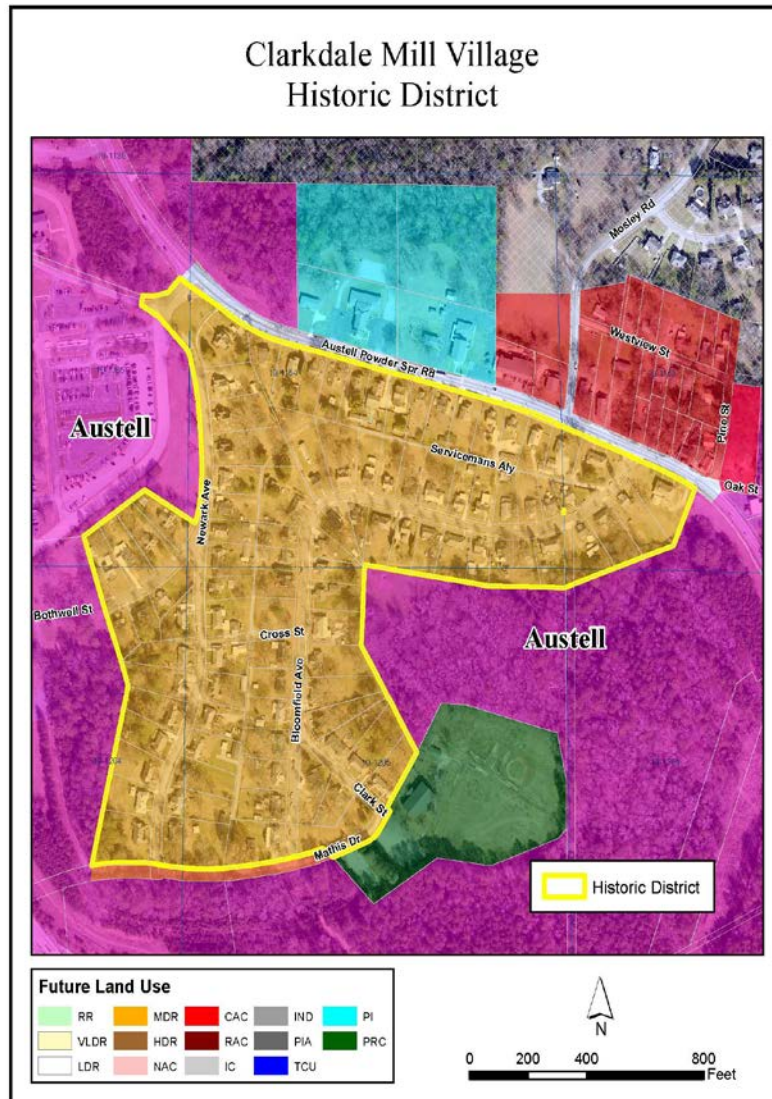 Clarkdale Mill Village
Historic District
Mosley Rd
Westview St
Austell Powder Spr Rd
Pine St
Austell
Servicemans Aly
Oak St
Newark Ave
Bothwell St
Cross St
Austell
Bloomfield Ave
Clark St
Mathis Dr
Historic District
Future Land Use
RR
MDR
CAC
IND
PI
VLDR
HDR
RAC
PIA
PRC
LDR
NAC
IC
TCU
N
0 200 400 800
Feet